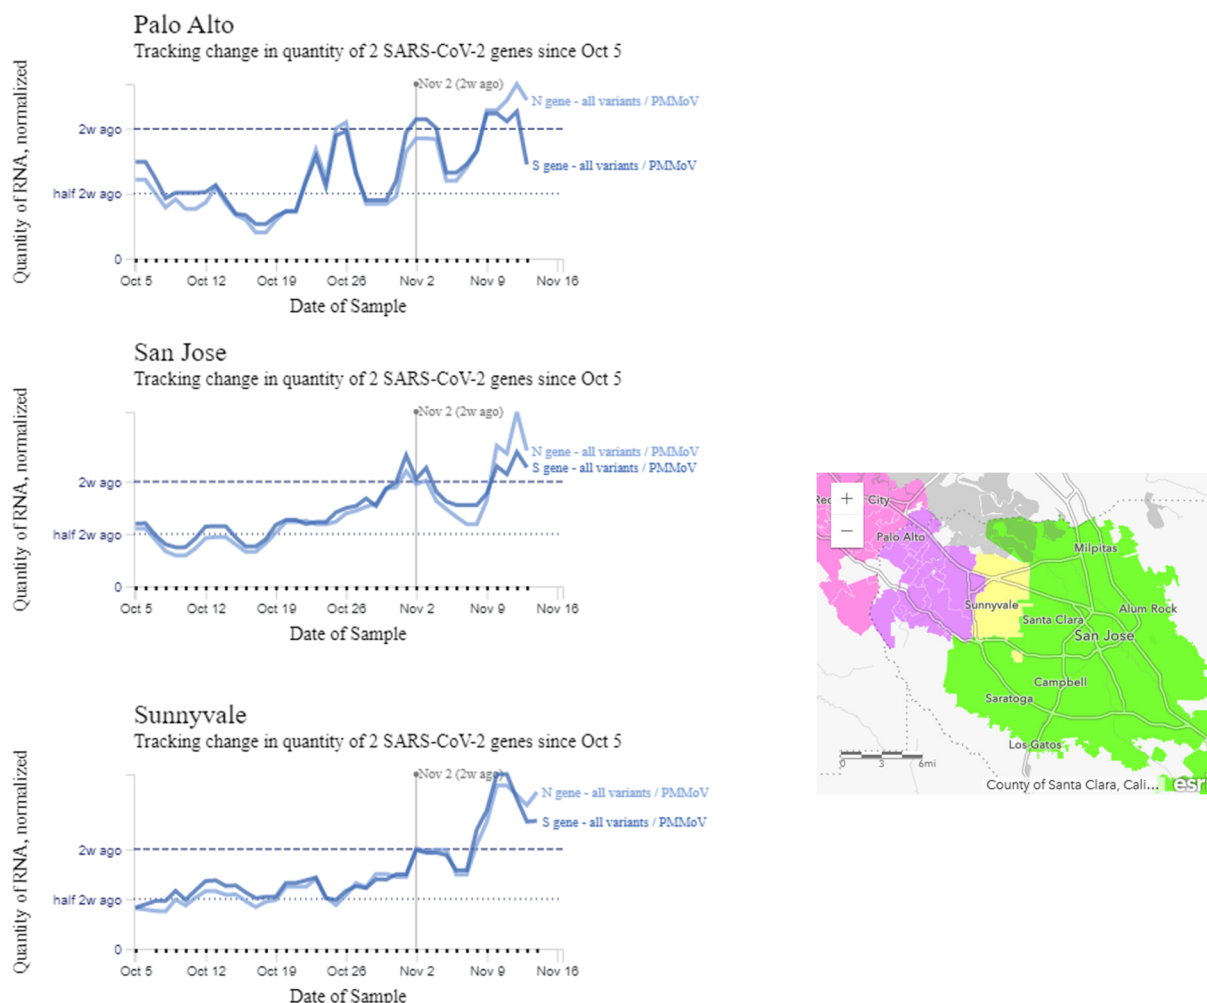 Palo Alto
Tracking change in quantity of 2 SARS-CoV-2 genes since Oct 5
Quantity of RNA, normalized
Nov 2 (2w ago)
N gene - all variants / PMMoV
2w ago
S gene - all variants / PMMoV
half 2w ago
0
Oct 5 Oct 12 Oct 19 Oct 26 Nov 2 Nov 9 Nov 16
Date of Sample
San Jose
Tracking change in quantity of 2 SARS-CoV-2 genes since Oct 5
Quantity of RNA, normalized
Nov 2 (2w ago)
N gene - all variants / PMMoV
S gene - all variants / PMMoV
2w ago
half 2w ago
0
Oct 5 Oct 12 Oct 19 Oct 26 Nov 2 Nov 9 Nov 16
Date of Sample
Sunnyvale
Tracking change in quantity of 2 SARS-CoV-2 genes since Oct 5
Quantity of RNA, normalized
Nov 2 (2w ago)
N gene - all variants / PMMoV
S gene - all variants / PMMoV
2w ago
half 2w ago
0
Oct 5 Oct 12 Oct 19 Oct 26 Nov 2 Nov 9 Nov 16
Date of Sample
+
−
City
Palo Alto
Milpitas
Sunnyvale
Alum Rock
Santa Clara
San Jose
Campbell
Saratoga
Los Gatos
0 3 6mi
County of Santa Clara, Cali...
esri